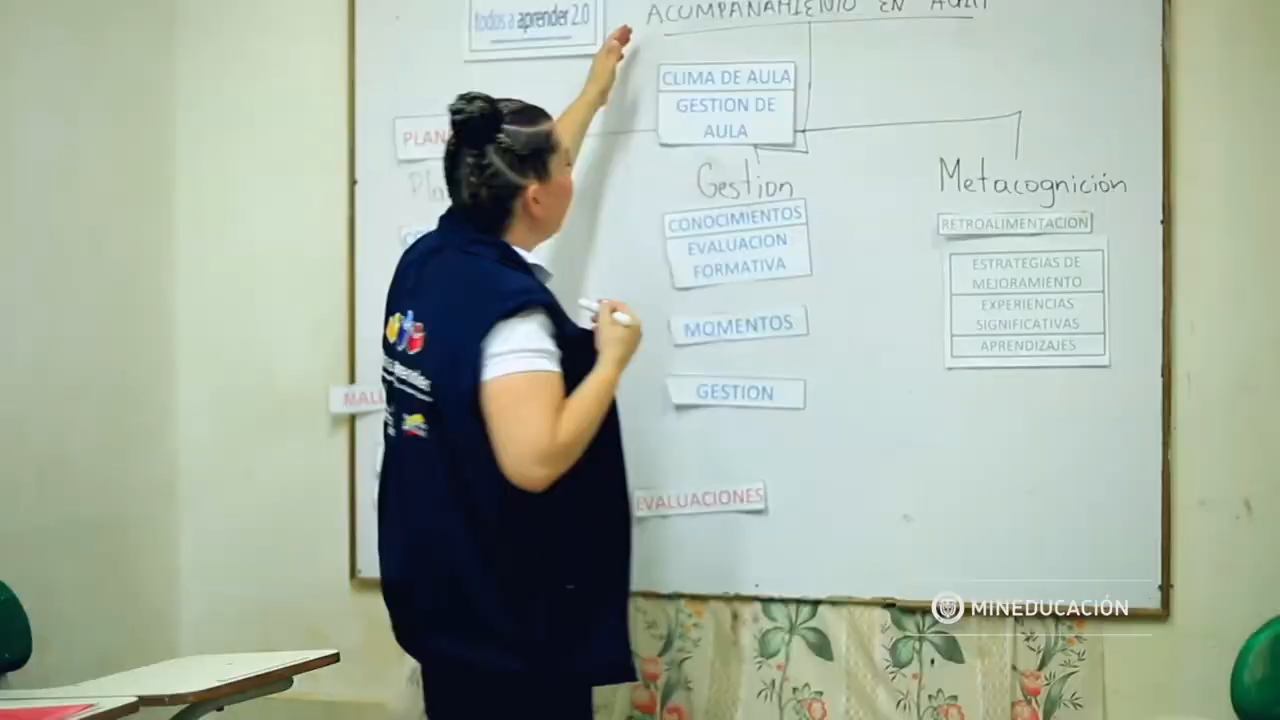 todos a aprender 2.0
ACOMPAÑAMIENTO EN AULA
CLIMA DE AULA
GESTION DE
AULA
Gestion
CONOCIMIENTOS
EVALUACION
FORMATIVA
MOMENTOS
GESTION
EVALUACIONES
Metacognición
RETROALIMENTACION
ESTRATEGIAS DE
MEJORAMIENTO
EXPERIENCIAS
SIGNIFICATIVAS
APRENDIZAJES
MINEDUCACIÓN